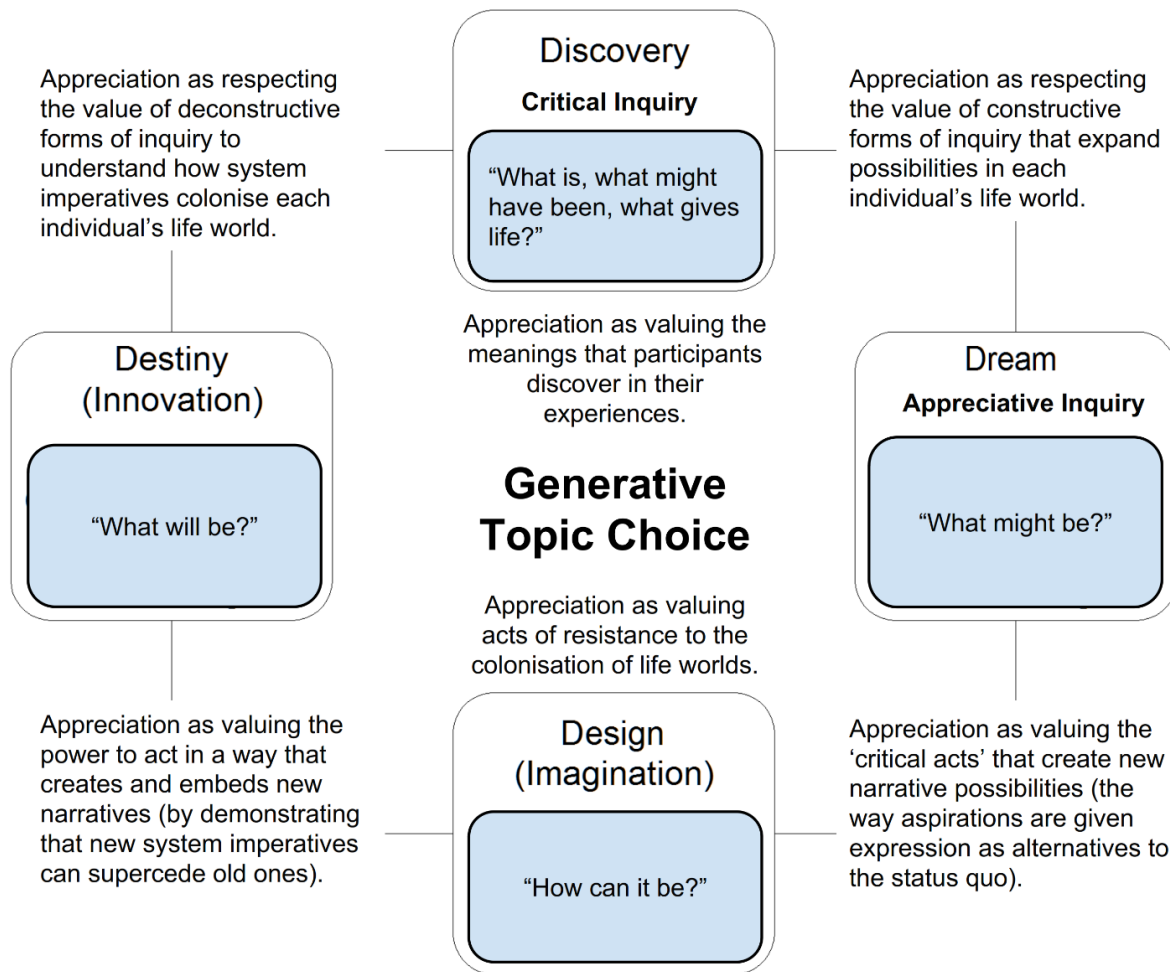 Discovery
Critical Inquiry
“What is, what might
have been, what gives
life?”
Appreciation as respecting
the value of deconstructive
forms of inquiry to
understand how system
imperatives colonise each
individual’s life world.
Appreciation as respecting
the value of constructive
forms of inquiry that expand
possibilities in each
individual’s life world.
Appreciation as valuing the
meanings that participants
discover in their
experiences.
Destiny
(Innovation)
“What will be?”
Generative
Topic Choice
Dream
Appreciative Inquiry
“What might be?”
Appreciation as valuing
acts of resistance to the
colonisation of life worlds.
Appreciation as valuing the
power to act in a way that
creates and embeds new
narratives (by demonstrating
that new system imperatives
can supercede old ones).
Design
(Imagination)
“How can it be?”
Appreciation as valuing the
‘critical acts’ that create new
narrative possibilities (the
way aspirations are given
expression as alternatives to
the status quo).